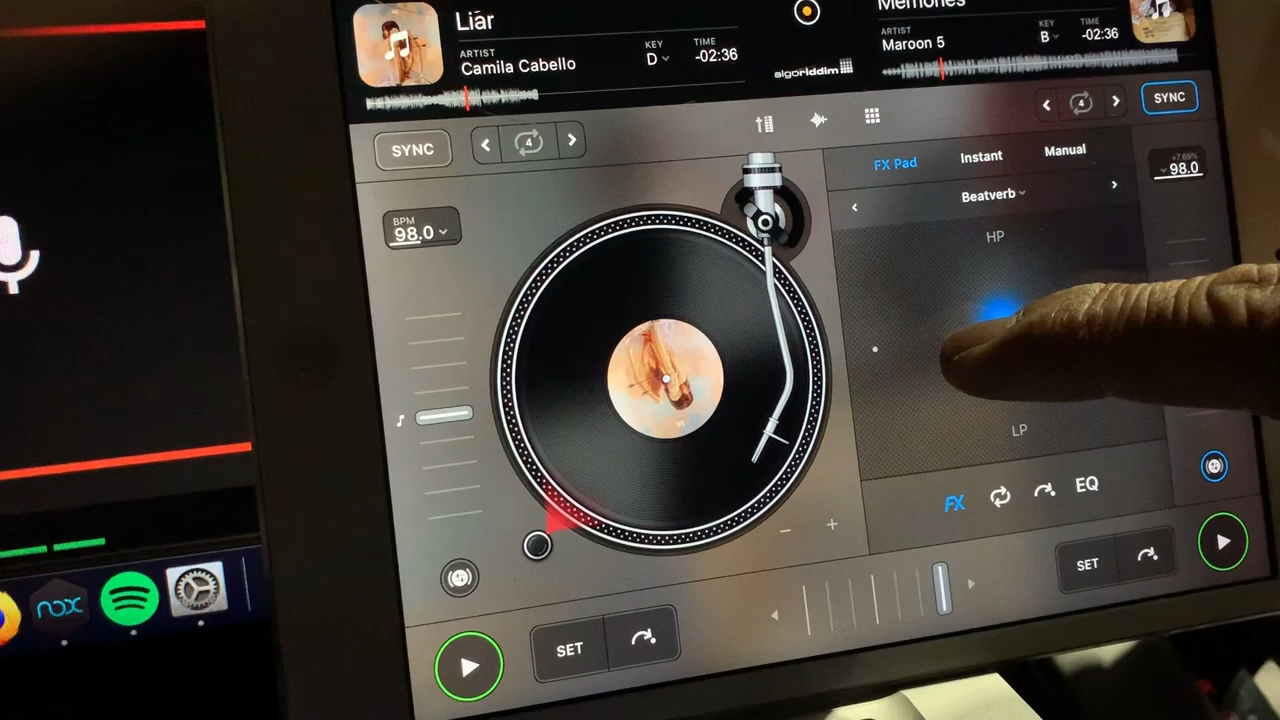 Liar
ARTIST
Camila Cabello
KEY
D
TIME
-02:36
algoriddim
Memories
ARTIST
Maroon 5
KEY
B
TIME
-02:36
SYNC
4
4
SYNC
BPM
98.0
FX Pad
Instant
Manual
+7.69%
98.0
Beatverb
HP
LP
FX
EQ
SET
SET
nox